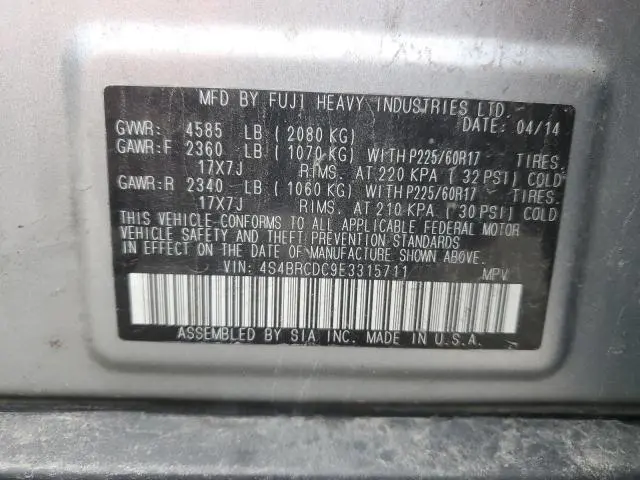 MFD BY FUJI HEAVY INDUSTRIES LTD.
DATE: 04/14
GVWR: 4585 LB (2080 KG)
GAWR:F 2360 LB (1070 KG) WITH P225/60R17 TIRES.
17X7J RIMS. AT 220 KPA (32 PSI) COLD
GAWR:R 2340 LB (1060 KG) WITH P225/60R17 TIRES.
17X7J RIMS. AT 210 KPA (30 PSI) COLD
THIS VEHICLE CONFORMS TO ALL APPLICABLE FEDERAL MOTOR
VEHICLE SAFETY AND THEFT PREVENTION STANDARDS
IN EFFECT ON THE DATE OF MANUFACTURE SHOWN ABOVE.
VIN: 4S4BRCDC9E3315711 MPV
ASSEMBLED BY SIA INC. MADE IN U.S.A.